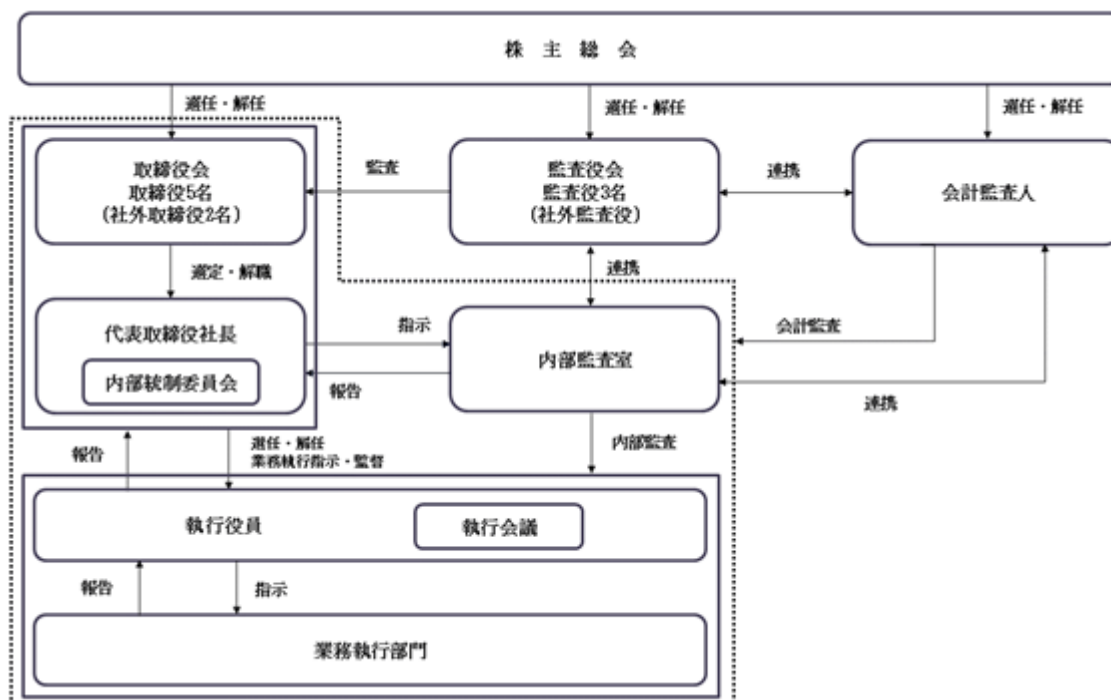 株 主 総 会
選任・解任
選任・解任
選任・解任
取締役会
取締役5名
(社外取締役2名)
監査
監査役会
監査役3名
(社外監査役)
連携
会計監査人
選定・解職
連携
代表取締役社長
内部統制委員会
指示
報告
内部監査室
会計監査
連携
報告
選任・解任
業務執行指示・監督
内部監査
執行役員
執行会議
報告
指示
業務執行部門